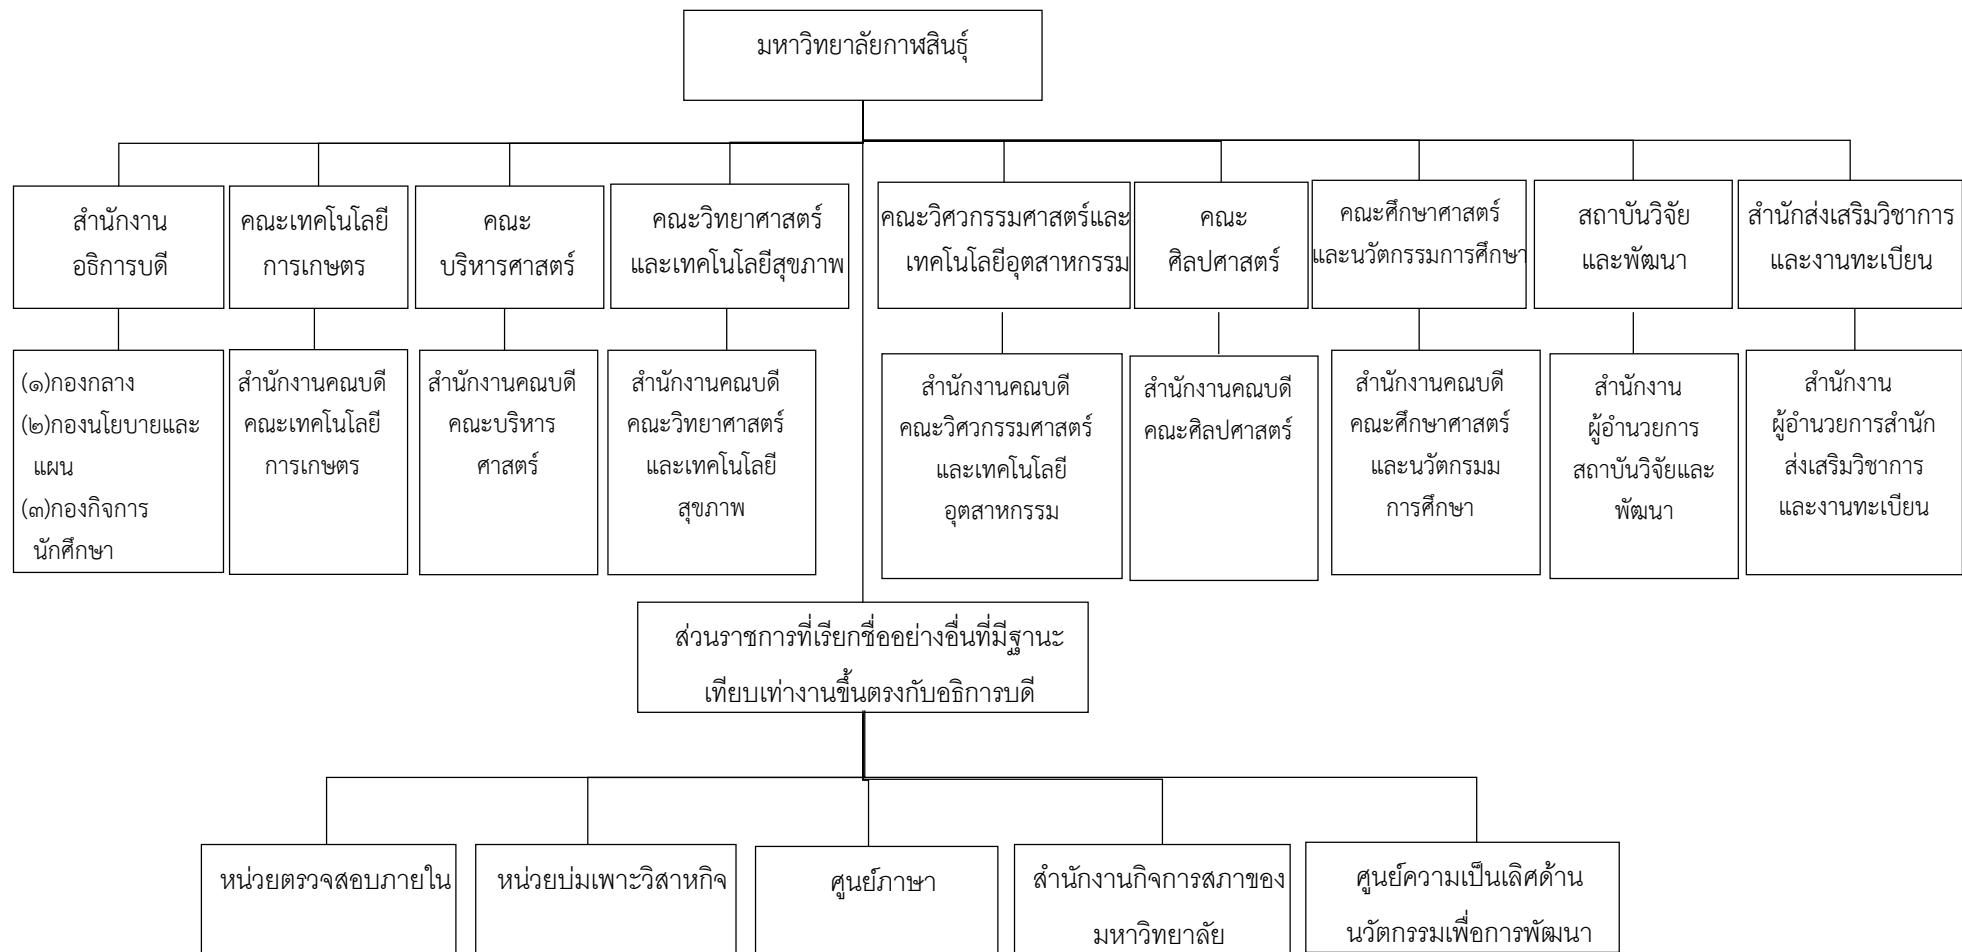 มหาวิทยาลัยกาฬสินธุ์
สำนักงาน
อธิการบดี
คณะเทคโนโลยี
การเกษตร
คณะ
บริหารศาสตร์
คณะวิทยาศาสตร์
และเทคโนโลยีสุขภาพ
คณะวิศวกรรมศาสตร์และ
เทคโนโลยีอุตสาหกรรม
คณะ
ศิลปศาสตร์
คณะศึกษาศาสตร์
และนวัตกรรมการศึกษา
สถาบันวิจัย
และพัฒนา
สำนักส่งเสริมวิชาการ
และงานทะเบียน
(๑)กองกลาง
(๒)กองนโยบายและ
แผน
(๓)กองกิจการ
นักศึกษา
สำนักงานคณบดี
คณะเทคโนโลยี
การเกษตร
สำนักงานคณบดี
คณะบริหาร
ศาสตร์
สำนักงานคณบดี
คณะวิทยาศาสตร์
และเทคโนโลยี
สุขภาพ
สำนักงานคณบดี
คณะวิศวกรรมศาสตร์
และเทคโนโลยี
อุตสาหกรรม
สำนักงานคณบดี
คณะศิลปศาสตร์
สำนักงานคณบดี
คณะศึกษาศาสตร์
และนวัตกรมม
การศึกษา
สำนักงาน
ผู้อำนวยการ
สถาบันวิจัยและ
พัฒนา
สำนักงาน
ผู้อำนวยการสำนัก
ส่งเสริมวิชาการ
และงานทะเบียน
ส่วนราชการที่เรียกชื่ออย่างอื่นที่มีฐานะ
เทียบเท่างานขึ้นตรงกับอธิการบดี
หน่วยตรวจสอบภายใน
หน่วยบ่มเพาะวิสาหกิจ
ศูนย์ภาษา
สำนักงานกิจการสภาของ
มหาวิทยาลัย
ศูนย์ความเป็นเลิศด้าน
นวัตกรรมเพื่อการพัฒนา